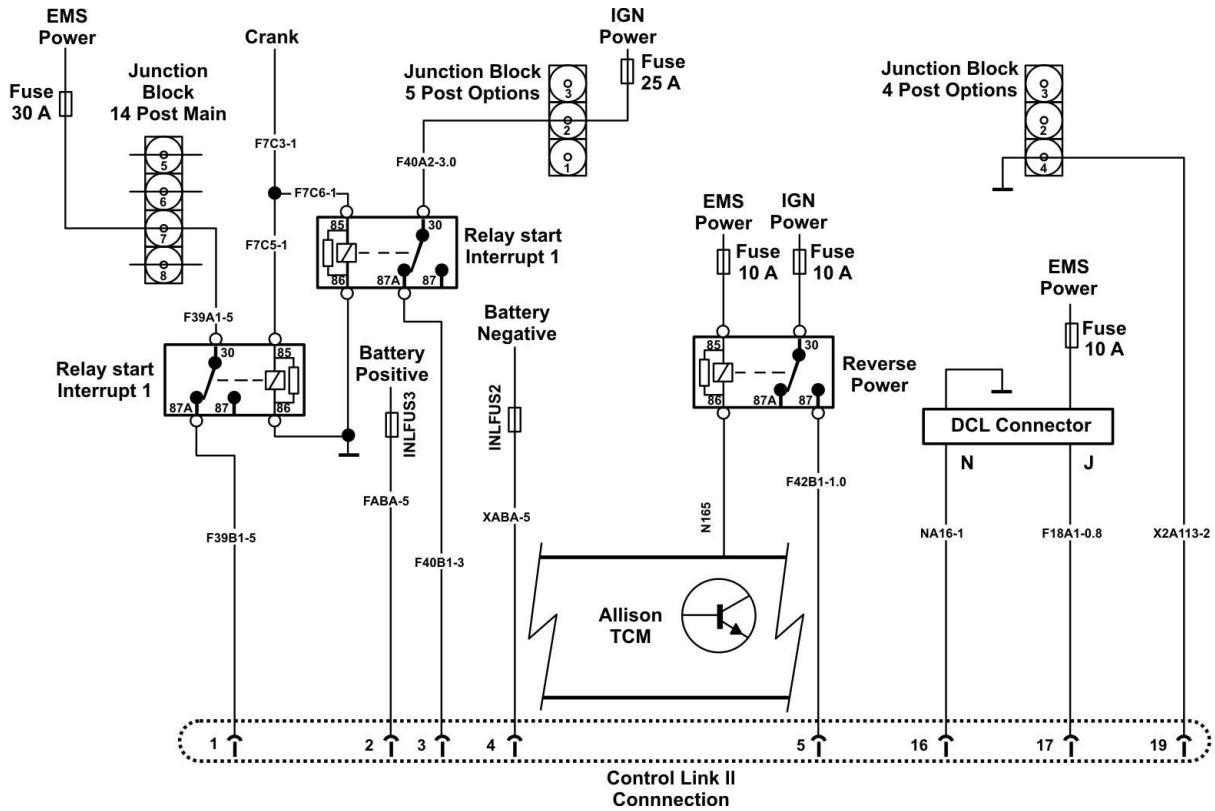 EMS
Power
Crank
IGN
Power
Fuse
30 A
Junction
Block
14 Post Main
5
6
7
8
F7C3-1
F7C6-1
F7C5-1
F39A1-5
Junction Block
5 Post Options
3
2
1
Fuse
25 A
F40A2-3.0
Junction Block
4 Post Options
3
2
4
85
30
86
87A
87
Relay start
Interrupt 1
EMS
Power
IGN
Power
Fuse
10 A
Fuse
10 A
EMS
Power
Fuse
10 A
Relay start
Interrupt 1
30
85
87A
87
86
Battery
Positive
INLFUS3
Battery
Negative
INLFUS2
85
30
86
87A
87
Reverse
Power
DCL Connector
N
J
F39B1-5
FABA-5
F40B1-3
XABA-5
N165
F42B1-1.0
NA16-1
F18A1-0.8
X2A113-2
Allison
TCM
1
2
3
4
5
16
17
19
Control Link II
Connnection